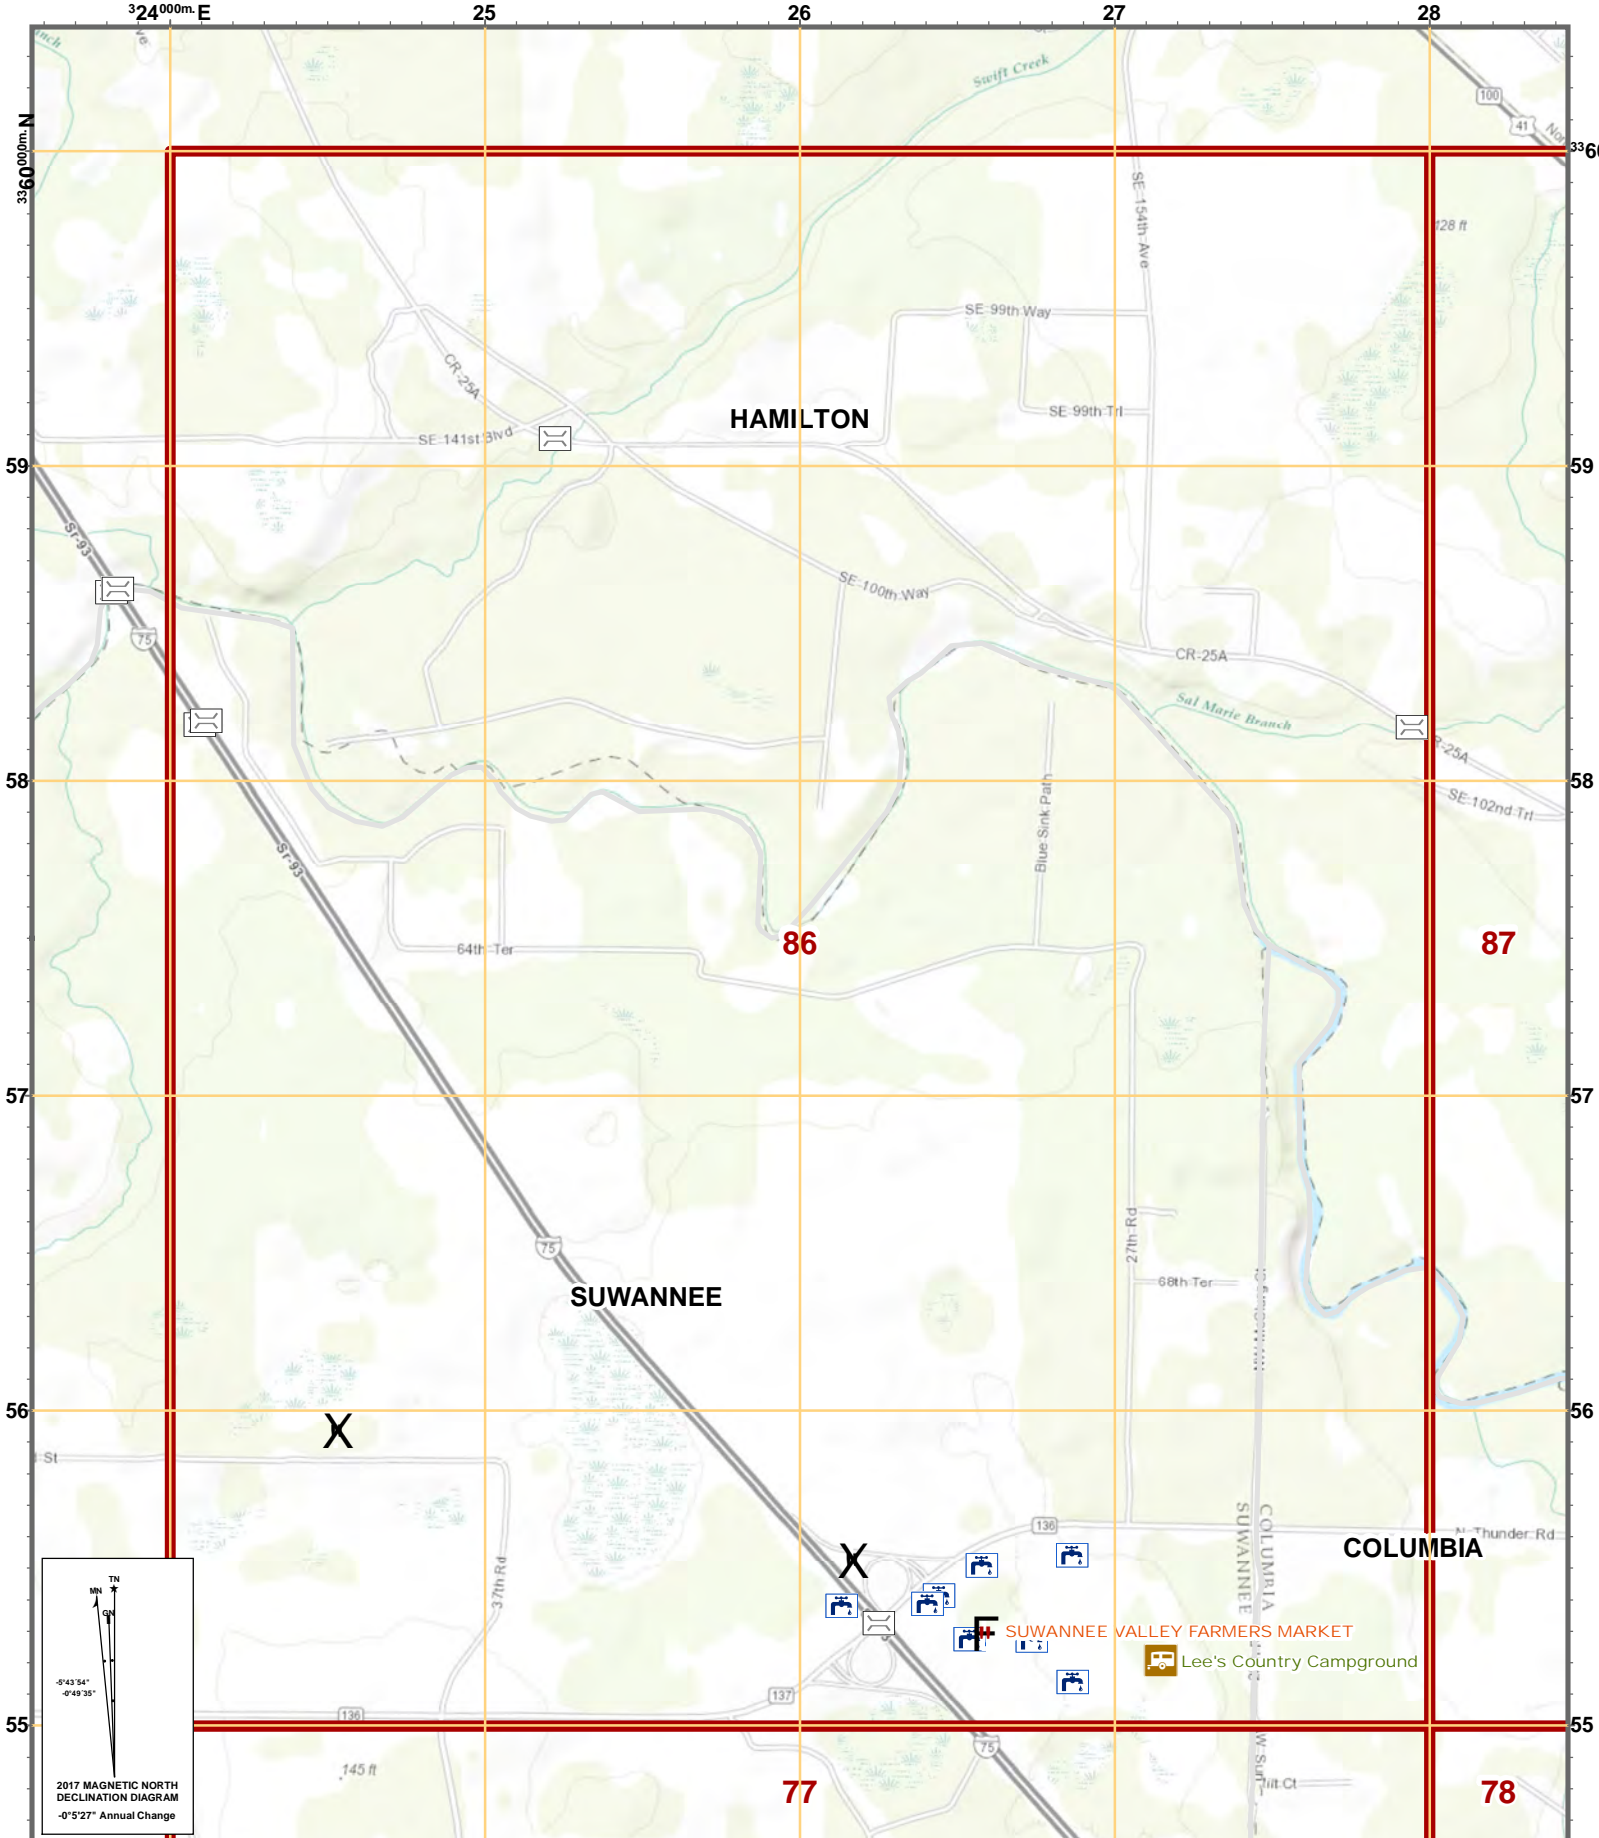 ³24⁰⁰⁰ᵐ· E
25
26
27
28
nch
ve
Swift Creek
100
41
³³60⁰⁰⁰ᵐ· N
³³60
SE 154th Ave
128 ft
SE 99th Way
CR-25A
HAMILTON
SE 99th Trl
SE 141st Blvd
59
59
Sr-93
SE 100th Way
75
CR-25A
Sal Marie Branch
R-25A
58
58
SE 102nd Trl
Sr-93
Blue Sink Path
86
87
64th Ter
57
57
27th Rd
75
68th Ter
SUWANNEE
56
56
X
l St
37th Rd
136
COLUMBIA
SUWANNEE
N Thunder Rd
COLUMBIA
X
F
SUWANNEE VALLEY FARMERS MARKET
Lee's Country Campground
137
136
55
55
75
145 ft
77
78
tilt Ct
TN
MN
GN
-5°43´54"
-0°49´35"
2017 MAGNETIC NORTH
DECLINATION DIAGRAM
-0°5'27" Annual Change